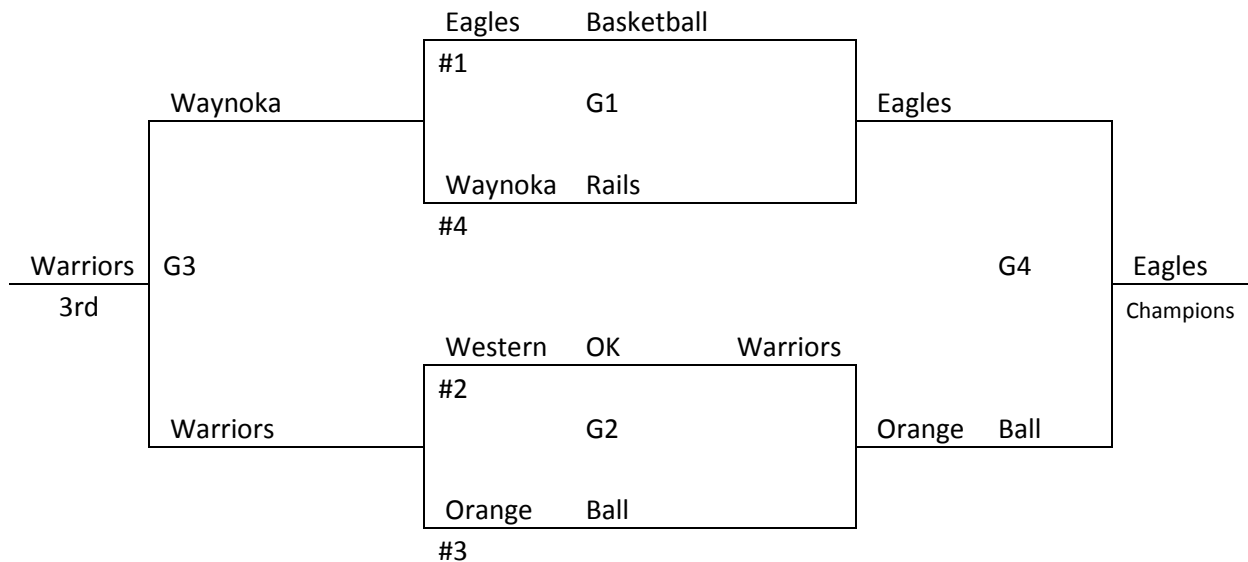 Eagles Basketball
#1
Waynoka G1 Eagles
Waynoka Rails
#4
Warriors G3 G4 Eagles
3rd Champions
Western OK Warriors
#2
Warriors G2 Orange Ball
Orange Ball
#3